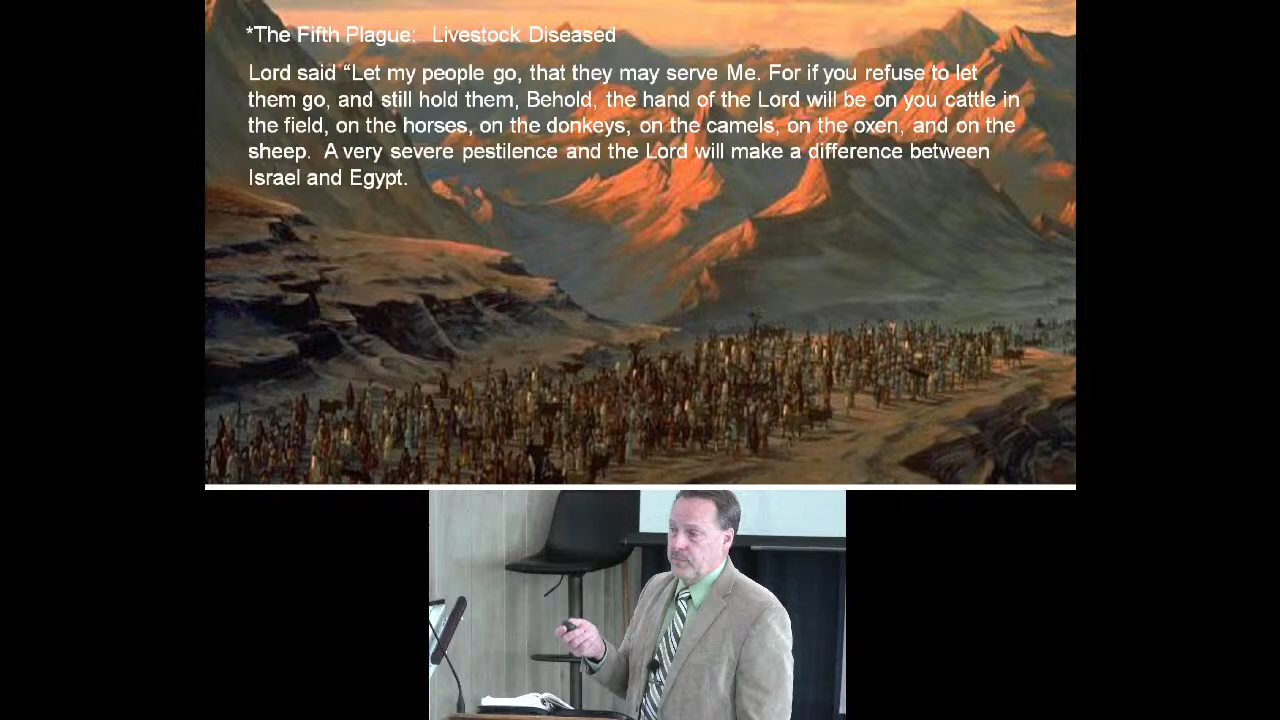 *The Fifth Plague: Livestock Diseased
Lord said “Let my people go, that they may serve Me. For if you refuse to let
them go, and still hold them, Behold, the hand of the Lord will be on you cattle in
the field, on the horses, on the donkeys, on the camels, on the oxen, and on the
sheep. A very severe pestilence and the Lord will make a difference between
Israel and Egypt.